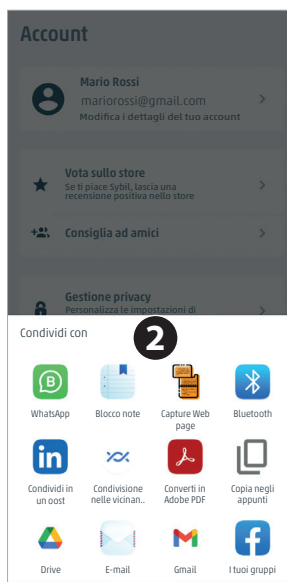 Account
Mario Rossi
mariorossi@gmail.com
Modifica i dettagli del tuo account
Vota sullo store
Se ti piace Sybil, lascia una
recensione positiva nello store
Consiglia ad amici
Gestione privacy
Personalizza le impostazioni di
Condividi con
2
WhatsApp
Blocco note
Capture Web
page
Bluetooth
Condividi in
un oost
Condivisione
nelle vicinan..
Converti in
Adobe PDF
Copia negli
appunti
Drive
E-mail
Gmail
I tuoi gruppi